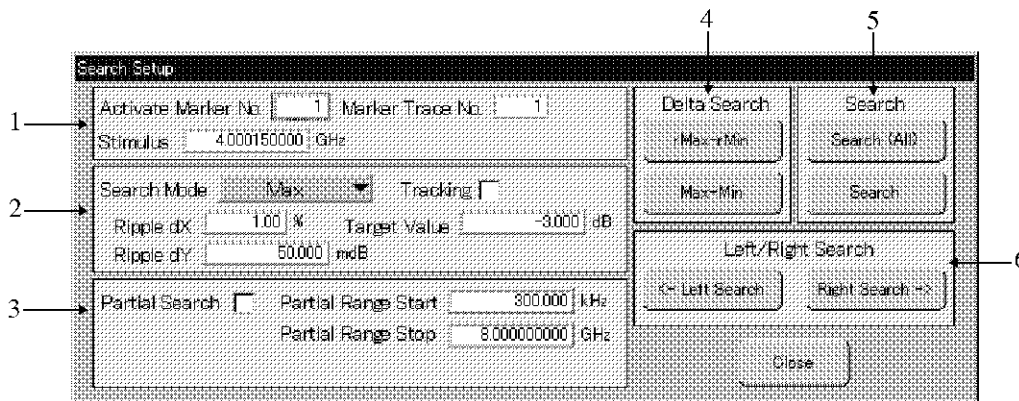 4 5
Search Setup
Activate Marker No. 1 Marker Trace No. 1
1
Stimulus 4.000150000 GHz
Search Mode Max Tracking
2
Ripple dX 1.00 % Target Value -3.000 dB
Ripple dY 50.000 mdB
Partial Search Partial Range Start 300.000 kHz
3
Partial Range Stop 8.000000000 GHz
Delta Search
rMax-rMin
Max-Min
Search
Search (All)
Search
Left/Right Search
6
<- Left Search Right Search ->
Close